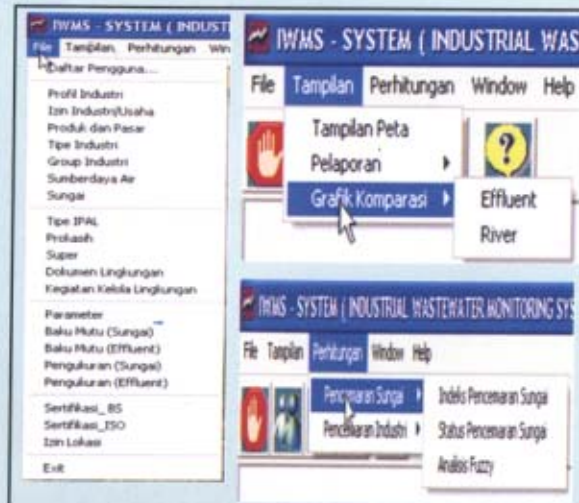 IWMS - SYSTEM ( INDUSTI
File Tampilan Perhitungan Win
Daftar Pengguna....
Profil Industri
Izin Industri/Usaha
Produk dan Pasar
Tipe Industri
Group Industri
Sumberdaya Air
Sungai
Tipe IPAL
Prokasih
Super
Dokumen Lingkungan
Kegiatan Kelola Lingkungan
Parameter
Baku Mutu (Sungai)
Baku Mutu (Effluent)
Pengukuran (Sungai)
Pengukuran (Effluent)
Sertifikasi_ BS
Sertifikasi_ISO
Izin Lokasi
Exit
IWMS - SYSTEM ( INDUSTRIAL WAS
File Tampilan Perhitungan Window Help
Tampilan Peta
Pelaporan
Grafik Komparasi
Effluent
River
IWMS - SYSTEM ( INDUSTRIAL WASTEWATER MONITORING SYS
File Tampilan Perhitungan Window Help
Pencemaran Sungai
Pencemaran Industri
Indeks Pencemaran Sungai
Status Pencemaran Sungai
Analisis Fuzzy